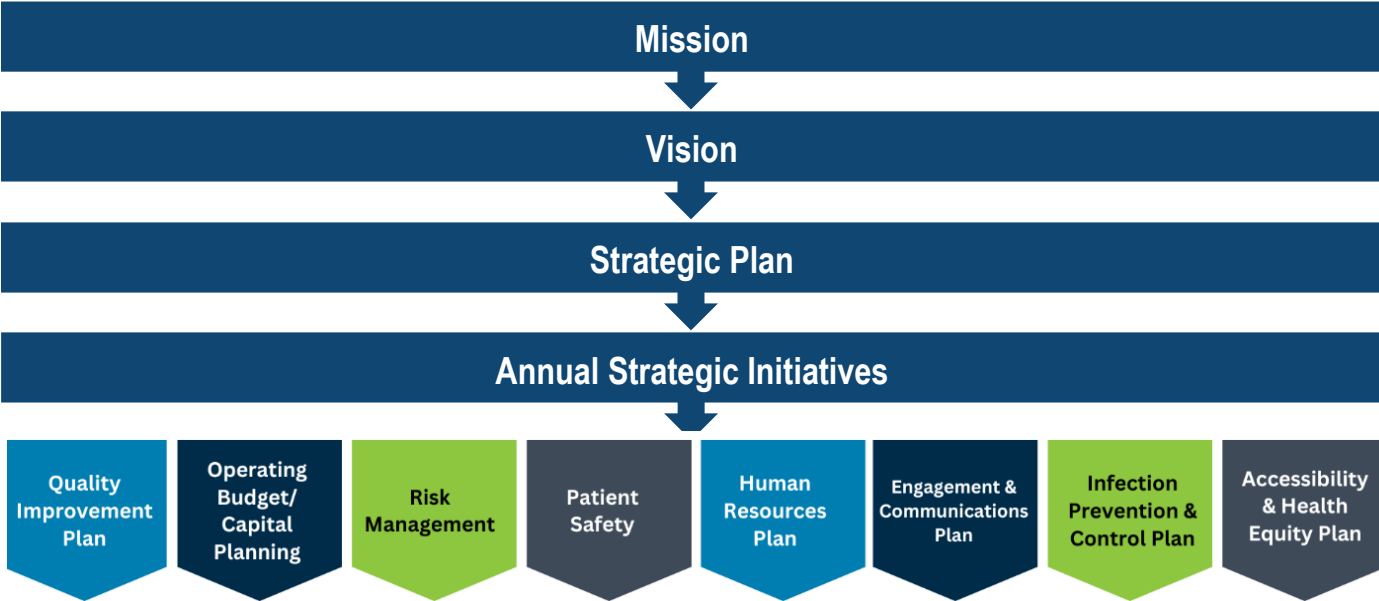 Mission
Vision
Strategic Plan
Annual Strategic Initiatives
Quality
Improvement
Plan
Operating
Budget/
Capital
Planning
Risk
Management
Patient
Safety
Human
Resources
Plan
Engagement &
Communications
Plan
Infection
Prevention &
Control Plan
Accessibility
& Health
Equity Plan